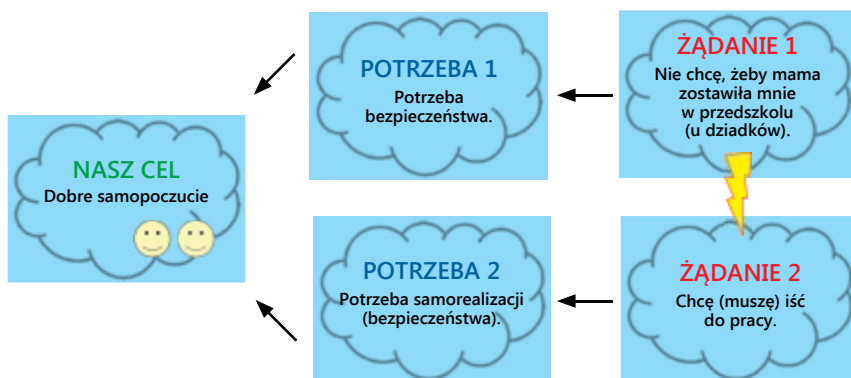 NASZ CEL
Dobre samopoczucie
POTRZEBA 1
Potrzeba
bezpieczeństwa.
ŻĄDANIE 1
Nie chcę, żeby mama
zostawiła mnie
w przedszkolu
(u dziadków).
POTRZEBA 2
Potrzeba samorealizacji
(bezpieczeństwa).
ŻĄDANIE 2
Chcę (muszę) iść
do pracy.